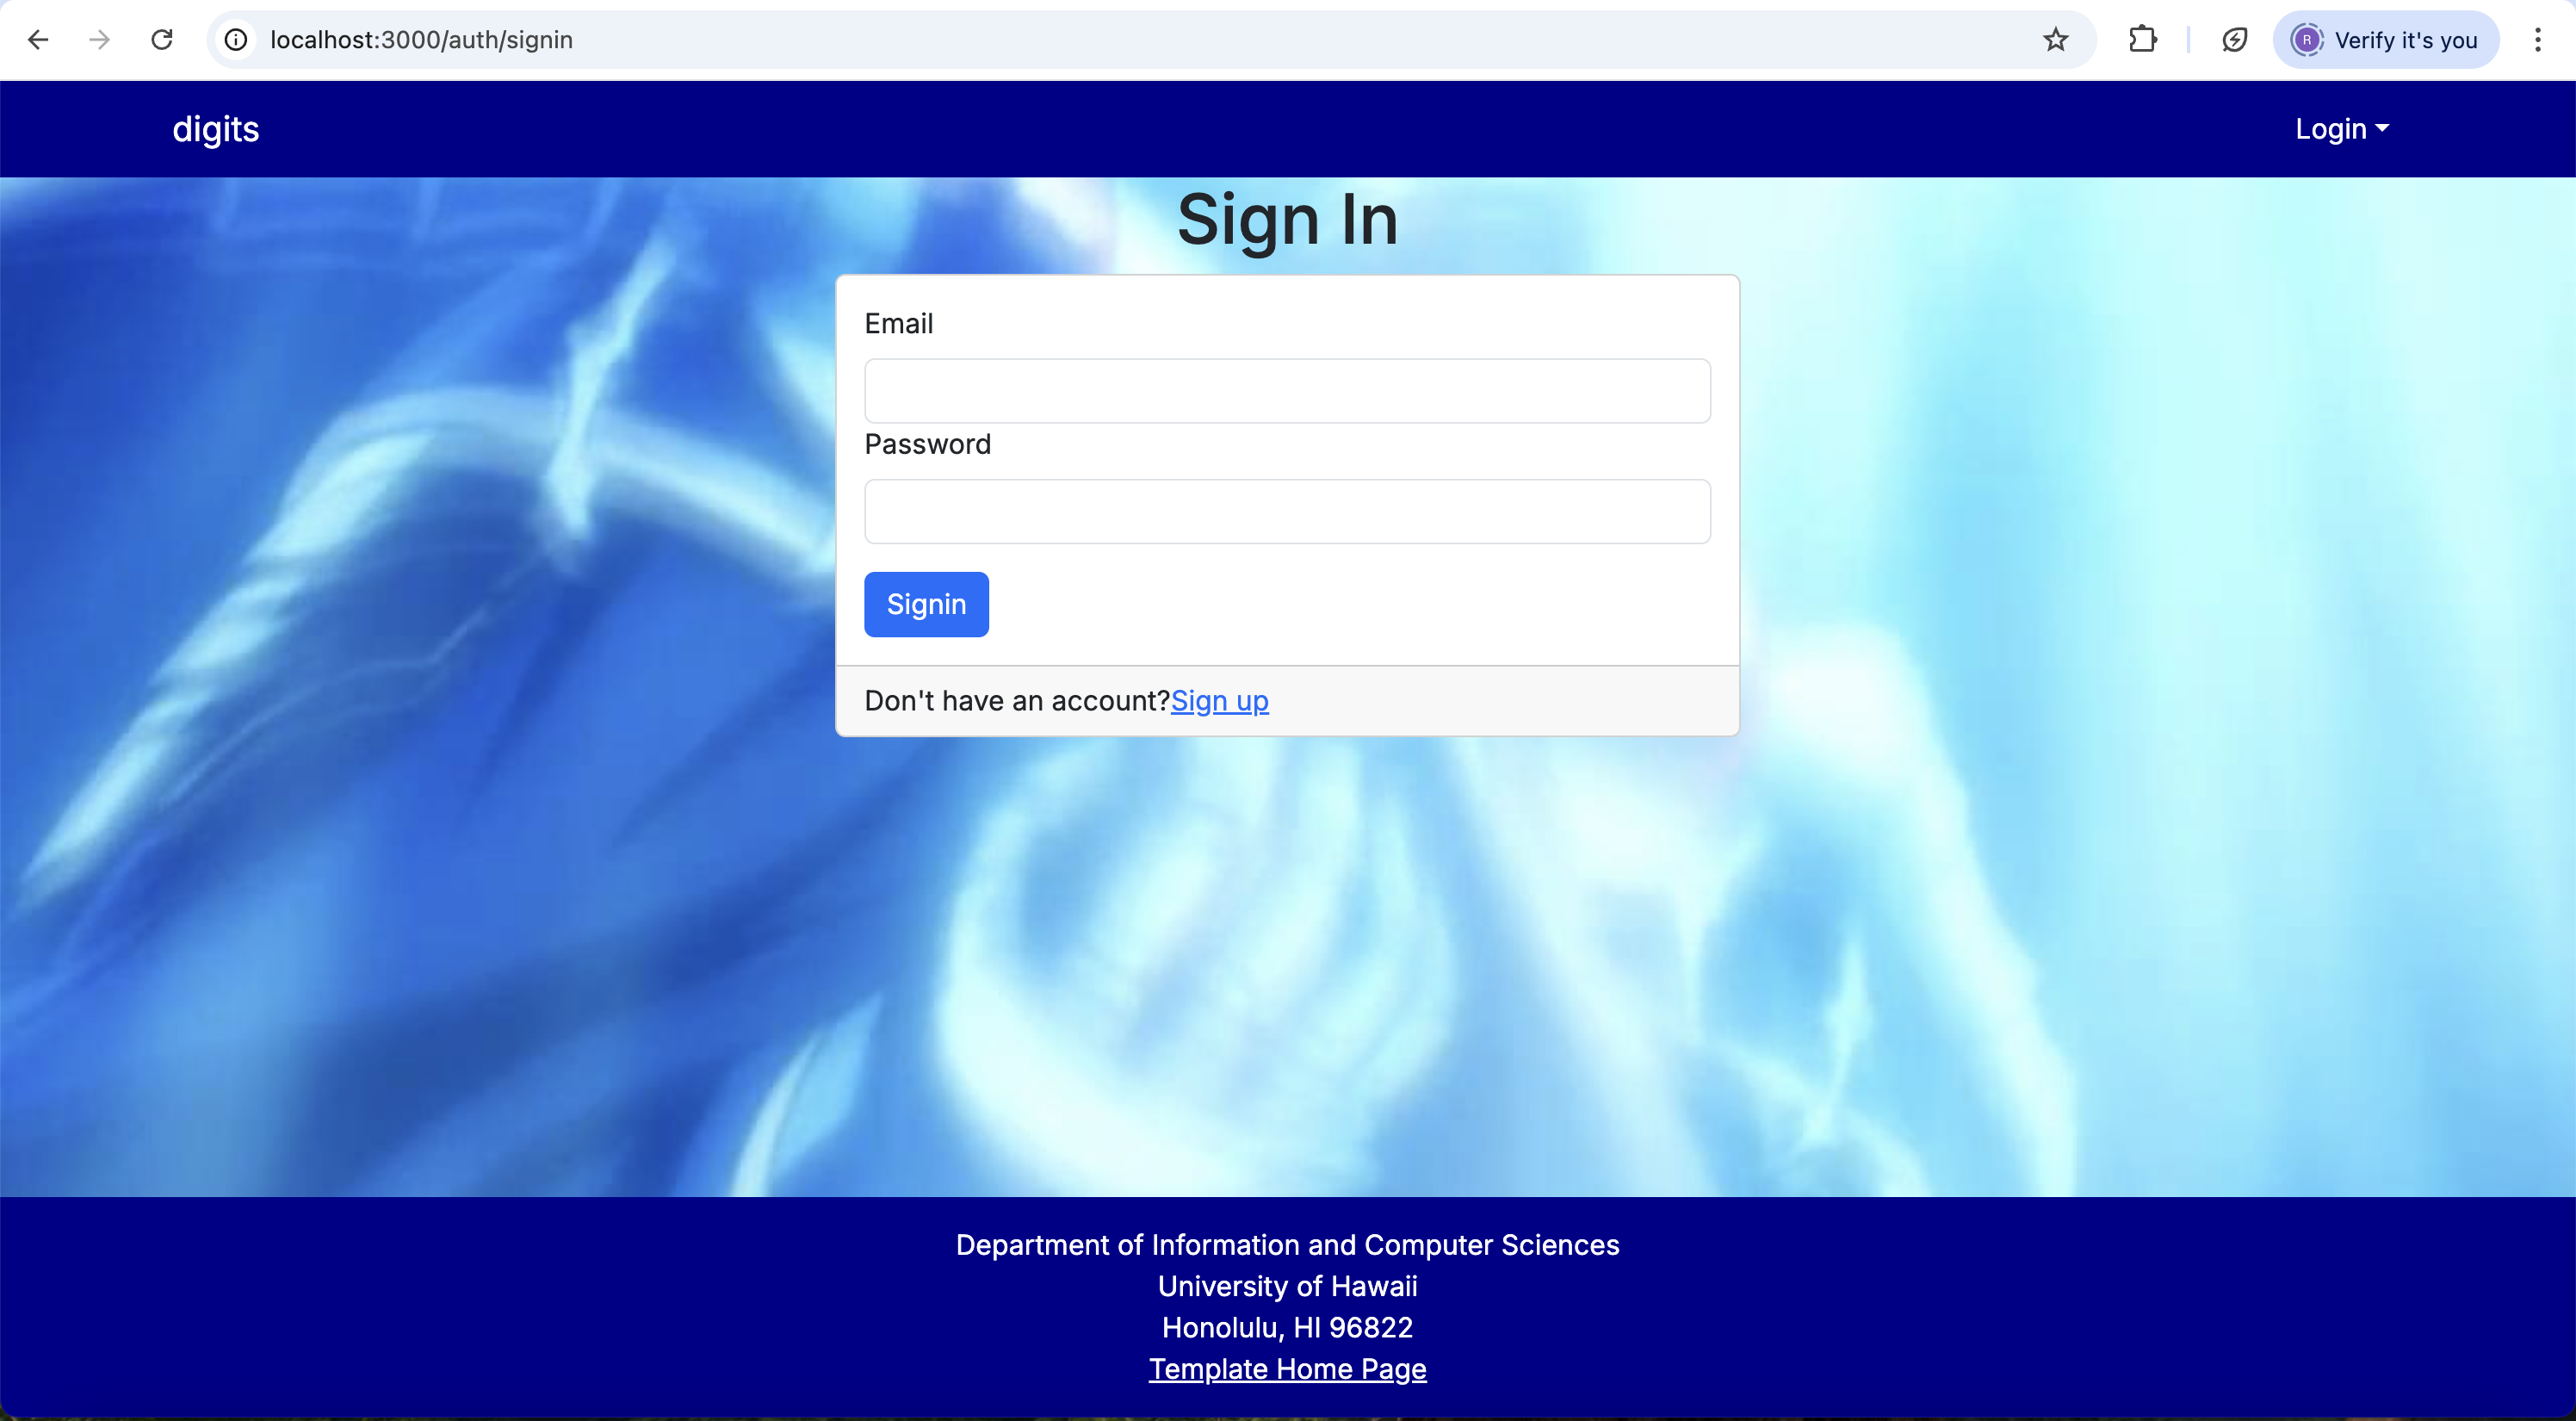 localhost:3000/auth/signin
R Verify it's you
digits
Login
Sign In
Email
Password
Signin
Don't have an account?Sign up
Department of Information and Computer Sciences
University of Hawaii
Honolulu, HI 96822
Template Home Page